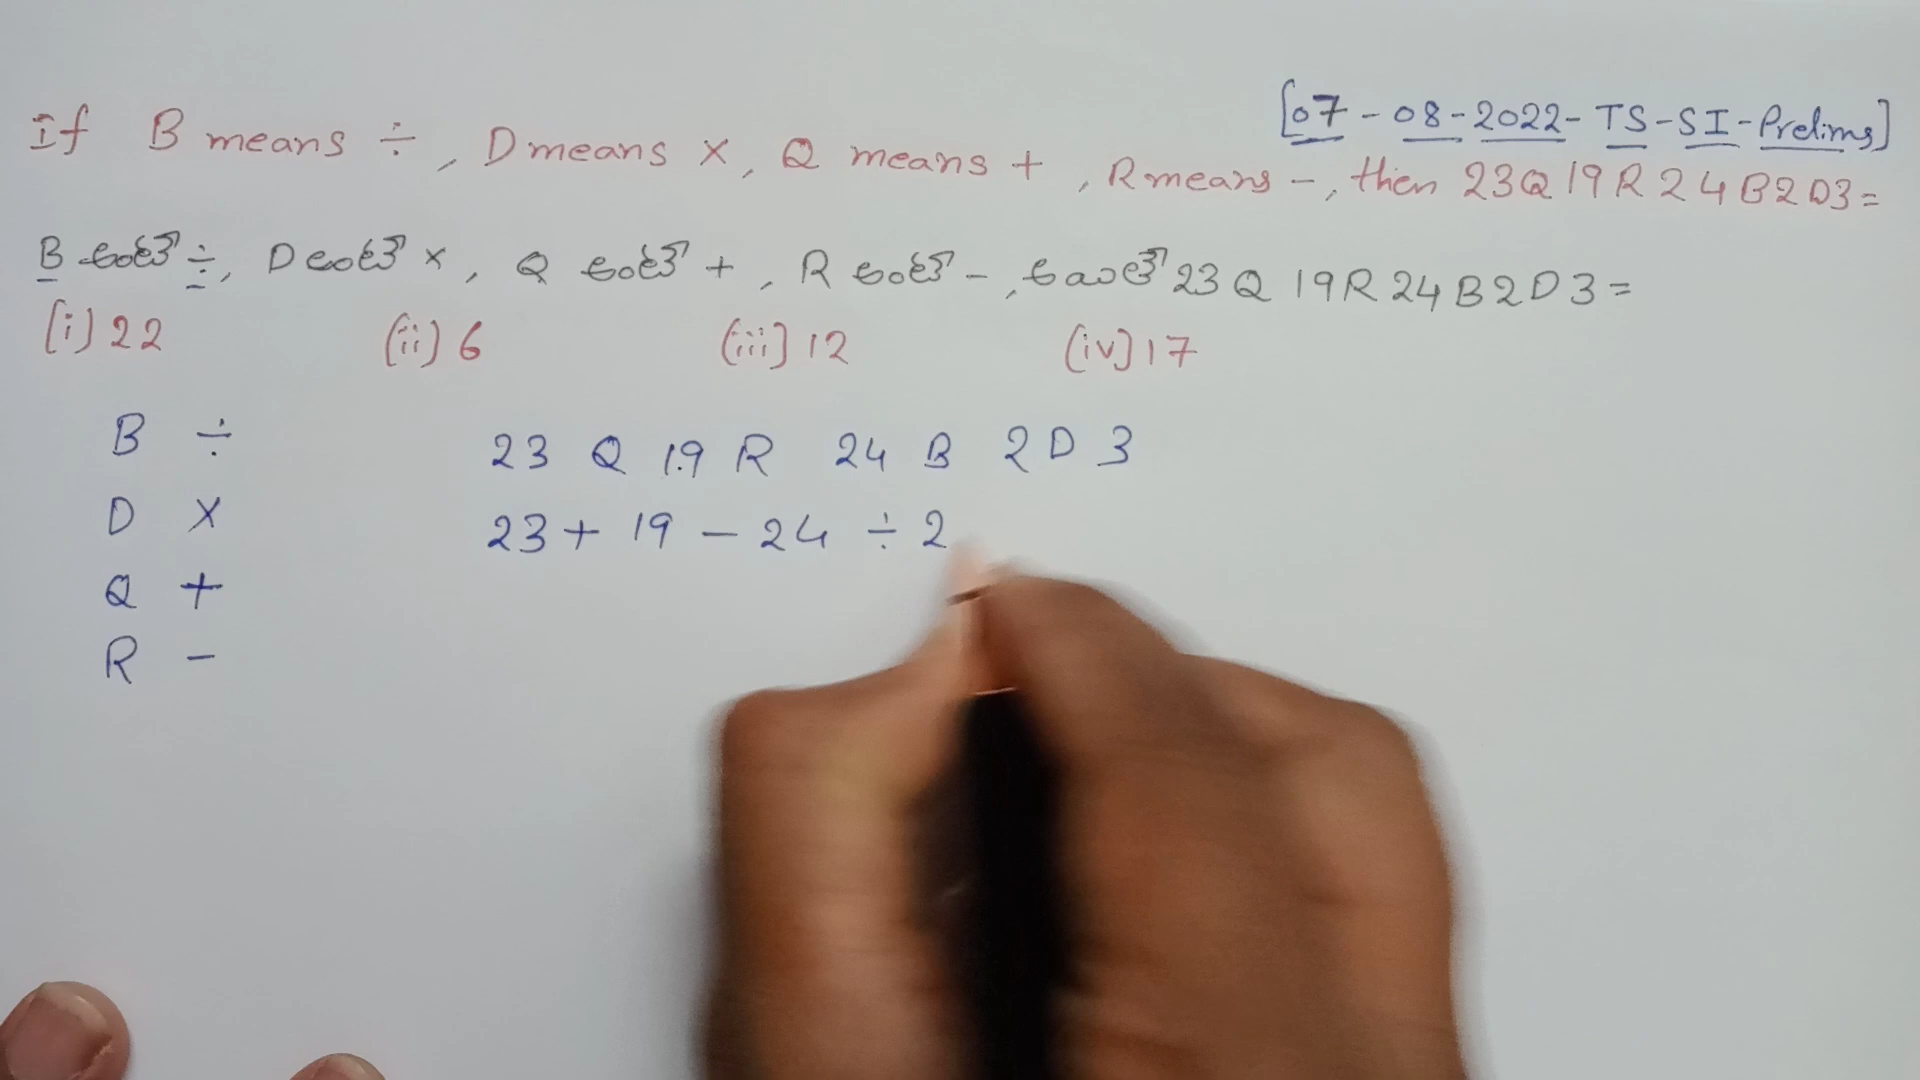 [07-08-2022-TS-SI-Prelims]
If B means ÷, D means ×, Q means +, R means -, then 23Q19R24B2D3=
B అంటే ÷, D అంటే ×, Q అంటే +, R అంటే -, అయితే 23Q19R24B2D3=
(i) 22 (ii) 6 (iii) 12 (iv) 17
B ÷
D ×
Q +
R -
23 Q 19 R 24 B 2 D 3
23 + 19 - 24 ÷ 2